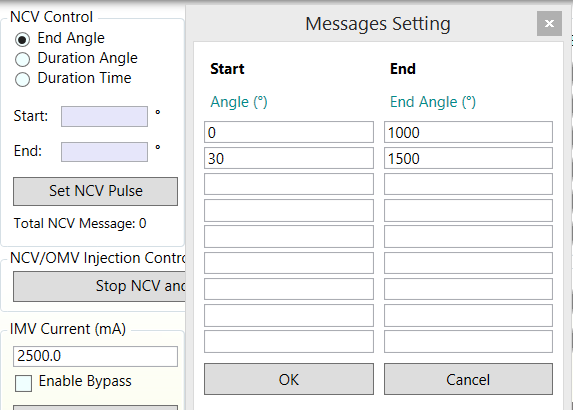 NCV Control
End Angle
Duration Angle
Duration Time
Start: °
End: °
Set NCV Pulse
Total NCV Message: 0
NCV/OMV Injection Contro
Stop NCV and
IMV Current (mA)
2500.0
Enable Bypass
Messages Setting
×
Start End
Angle (°) End Angle (°)
0 1000
30 1500
OK Cancel